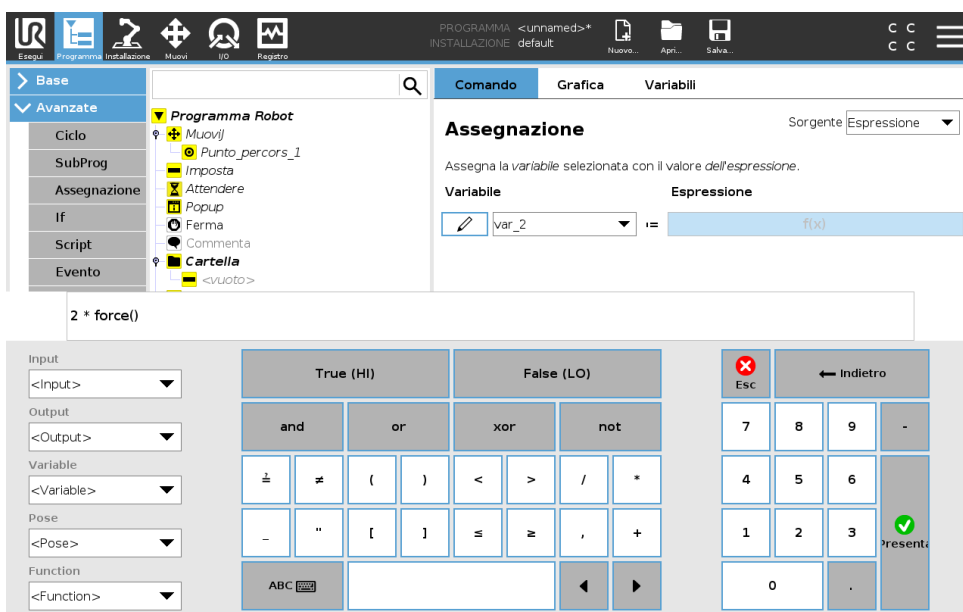 PROGRAMMA <unnamed>*
INSTALLAZIONE default
Esegui Programma Installazione Muovi I/O Registro Nuovo... Apri... Salva...
C C
C C
Base
Avanzate
Ciclo
SubProg
Assegnazione
If
Script
Evento
Programma Robot
MuoviJ
Punto_percors_1
Imposta
Attendere
Popup
Ferma
Commenta
Cartella
<vuoto>
Comando Grafica Variabili
Assegnazione
Sorgente Espressione
Assegna la variabile selezionata con il valore dell'espressione.
Variabile Espressione
var_2 := f(x)
2 * force()
Input
<Input>
Output
<Output>
Variable
<Variable>
Pose
<Pose>
Function
<Function>
True (HI) False (LO)
and or xor not
≟ ≠ ( ) < > / *
_ " [ ] ≤ ≥ , +
ABC
Esc Indietro
7 8 9 -
4 5 6
1 2 3 Presenta
0 .